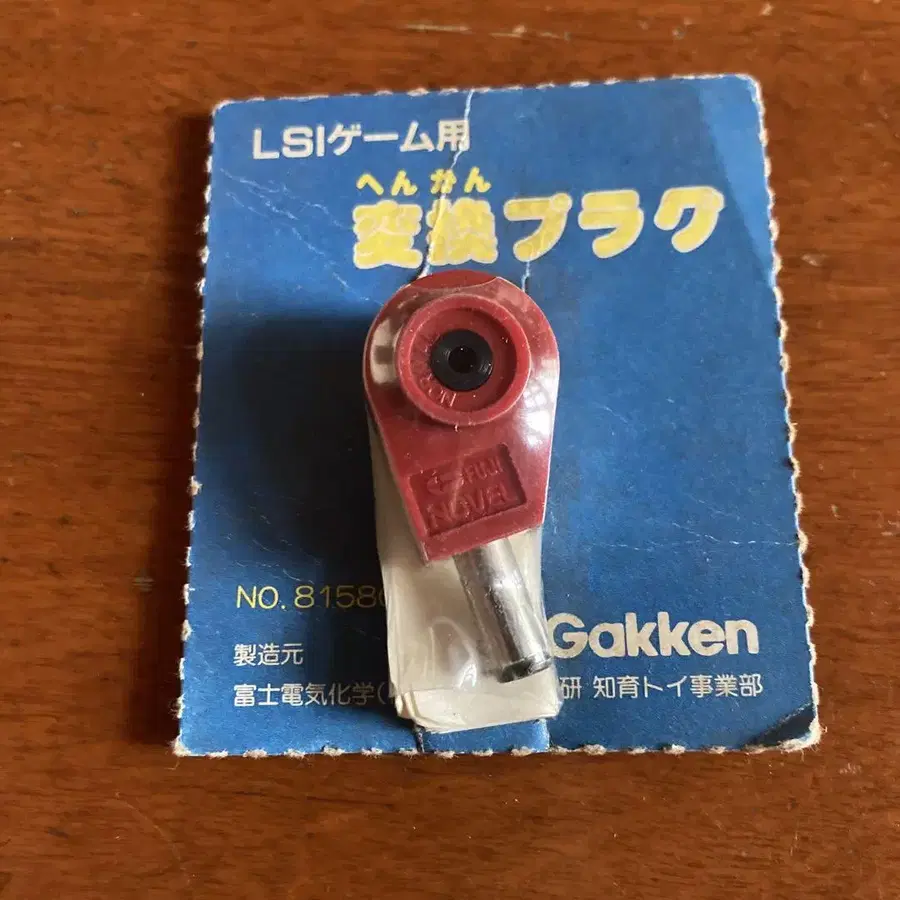 LSIゲーム用
へんかん
変換プラグ
FUJI
NOVEL
NO. 8158
Gakken
製造元
富士電気化学(
研 知育トイ事業部